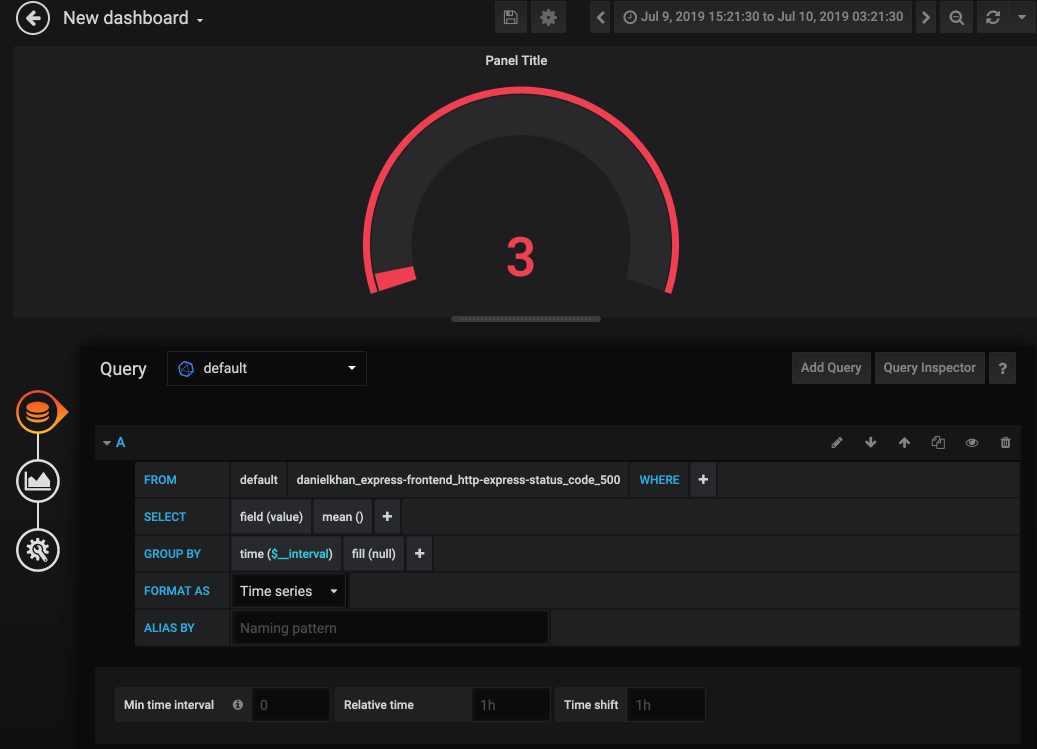 New dashboard
Jul 9, 2019 15:21:30 to Jul 10, 2019 03:21:30
Panel Title
3
Query default Add Query Query Inspector ?
A
FROM default danielkhan_express-frontend_http-express-status_code_500 WHERE +
SELECT field (value) mean () +
GROUP BY time ($__interval) fill (null) +
FORMAT AS Time series
ALIAS BY Naming pattern
Min time interval 0 Relative time 1h Time shift 1h